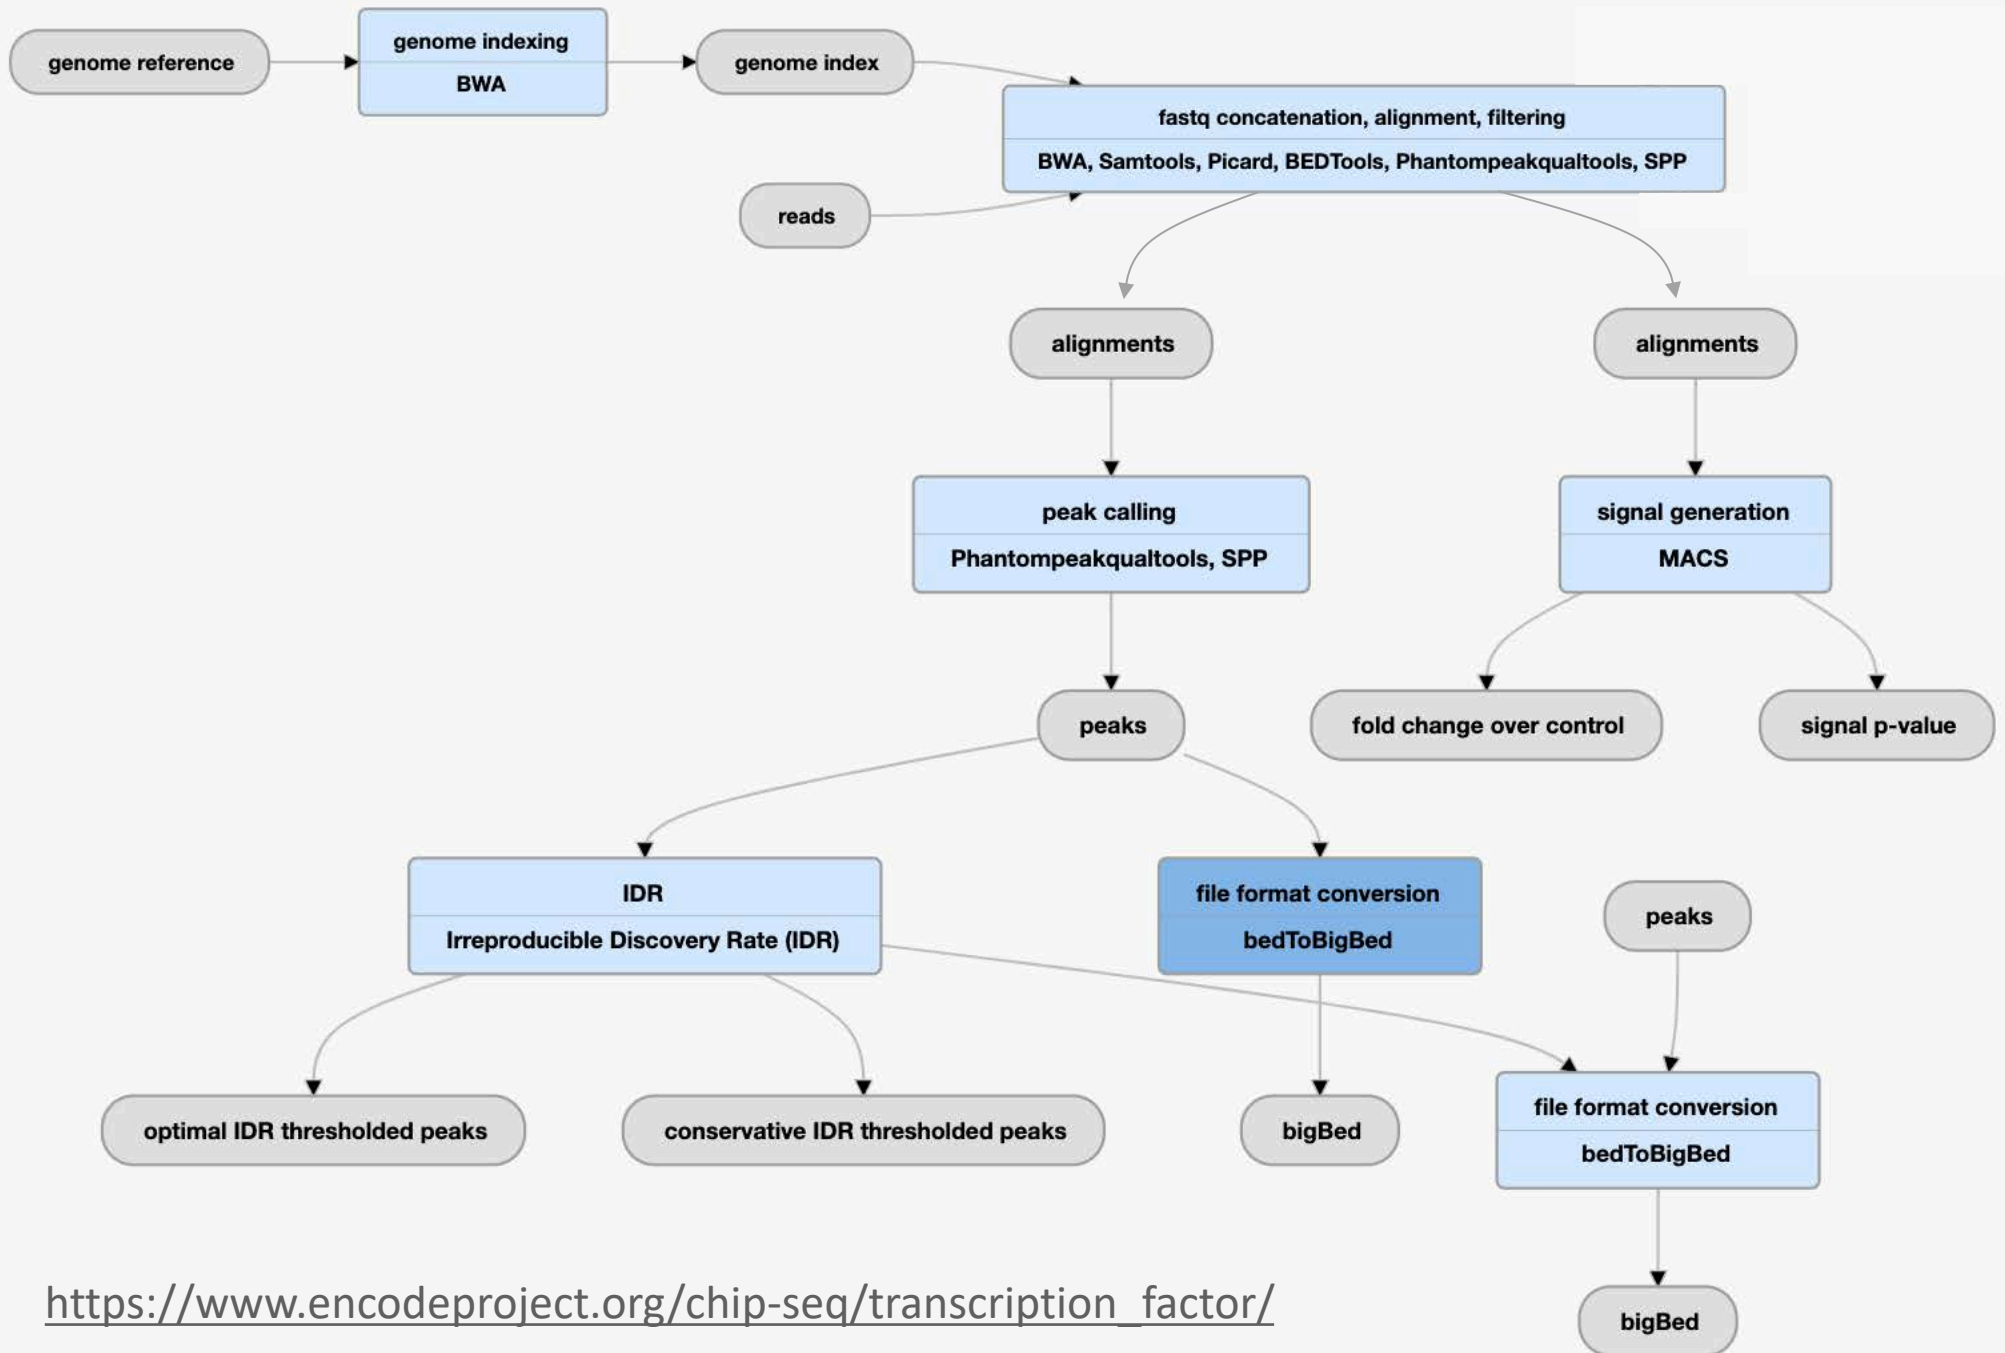 genome reference
genome indexing
BWA
genome index
fastq concatenation, alignment, filtering
BWA, Samtools, Picard, BEDTools, Phantompeakqualtools, SPP
reads
alignments
alignments
peak calling
Phantompeakqualtools, SPP
signal generation
MACS
peaks
fold change over control
signal p-value
IDR
Irreproducible Discovery Rate (IDR)
file format conversion
bedToBigBed
peaks
optimal IDR thresholded peaks
conservative IDR thresholded peaks
bigBed
file format conversion
bedToBigBed
https://www.encodeproject.org/chip-seq/transcription_factor/
bigBed